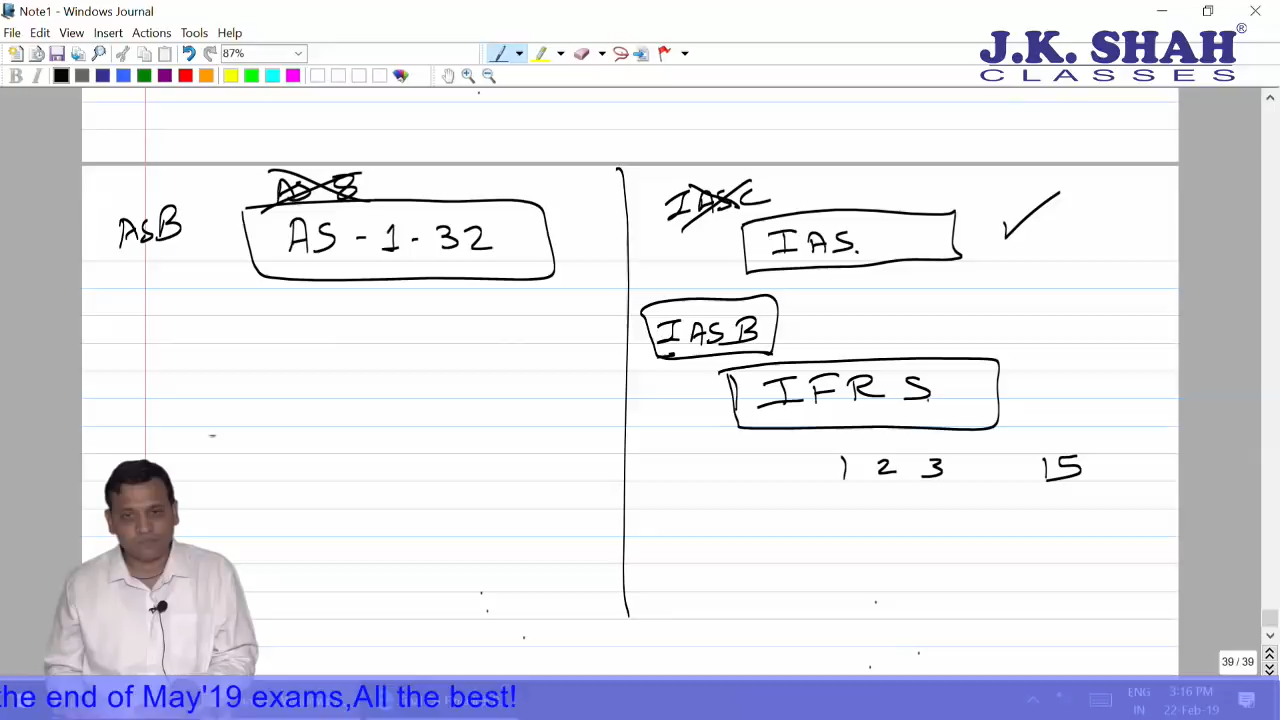 Note1 - Windows Journal
File Edit View Insert Actions Tools Help
87%
B I
J.K. SHAH®
CLASSES
AS 8
ASB
AS - 1 - 32
IASC
IAS.
IASB
IFRS
1 2 3 15
39 / 39
the end of May'19 exams,All the best!
ENG
IN
3:16 PM
22-Feb-19